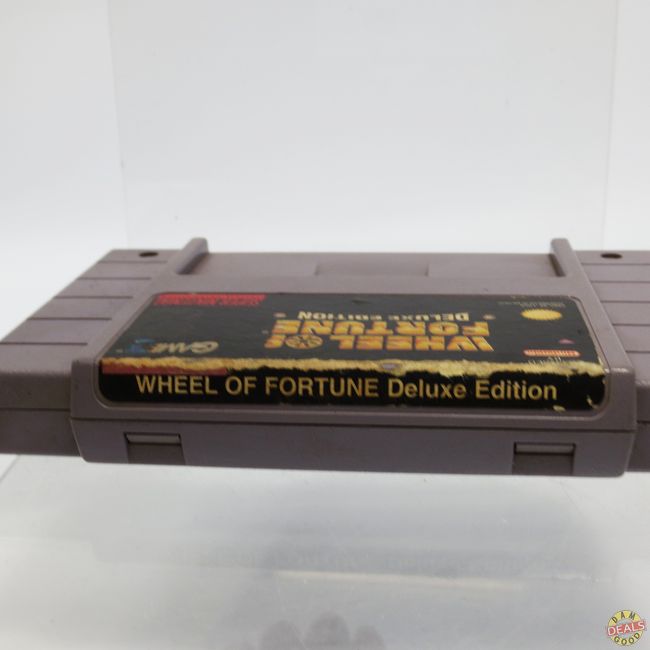 WHEEL OF
FORTUNE
DELUXE EDITION
GAMETEK
WHEEL OF FORTUNE Deluxe Edition
DAM
DEALS
GOOD